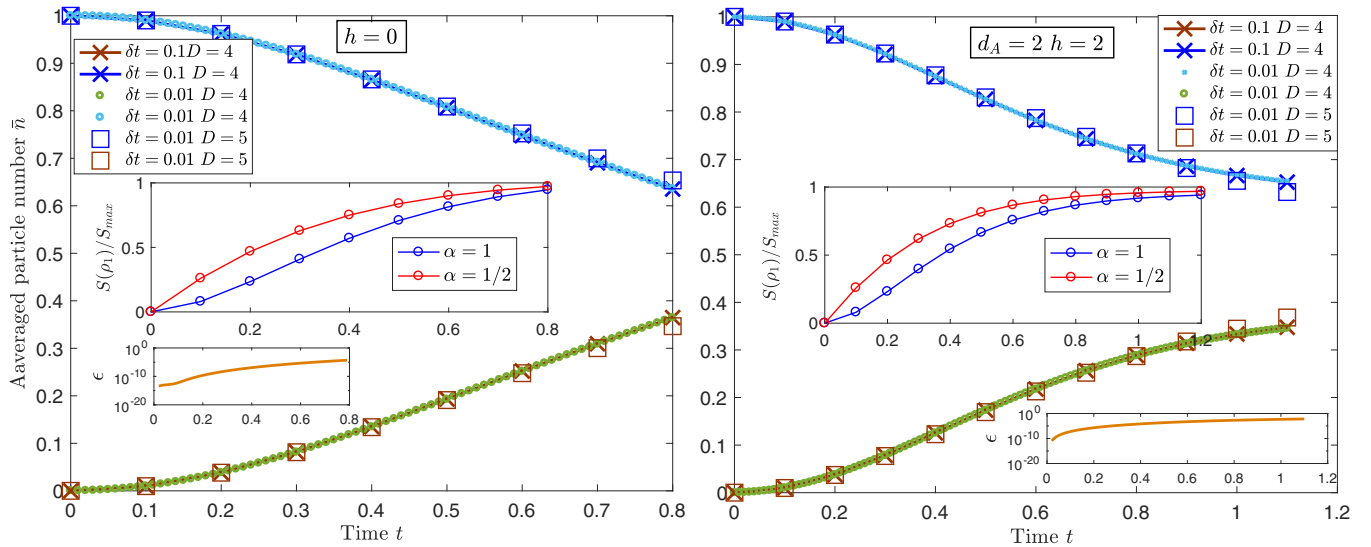 Aaveraged particle number n̄
1
0.9
0.8
0.7
0.6
0.5
0.4
0.3
0.2
0.1
0
h = 0
δt = 0.1D = 4
δt = 0.1 D = 4
δt = 0.01 D = 4
δt = 0.01 D = 4
δt = 0.01 D = 5
δt = 0.01 D = 5
S(ρ₁)/S_max
1
0.5
0
α = 1
α = 1/2
0 0.2 0.4 0.6 0.8
ϵ
10⁰
10⁻¹⁰
10⁻²⁰
0 0.2 0.4 0.6 0.8
0 0.1 0.2 0.3 0.4 0.5 0.6 0.7 0.8
Time t
1
0.9
0.8
0.7
0.6
0.5
0.4
0.3
0.2
0.1
0
d_A = 2 h = 2
δt = 0.1 D = 4
δt = 0.1 D = 4
δt = 0.01 D = 4
δt = 0.01 D = 4
δt = 0.01 D = 5
δt = 0.01 D = 5
S(ρ₁)/S_max
1
0.5
0
α = 1
α = 1/2
0 0.2 0.4 0.6 0.8 1 1.2
ϵ
10⁰
10⁻¹⁰
10⁻²⁰
0 0.2 0.4 0.6 0.8 1 1.2
0 0.2 0.4 0.6 0.8 1 1.2
Time t